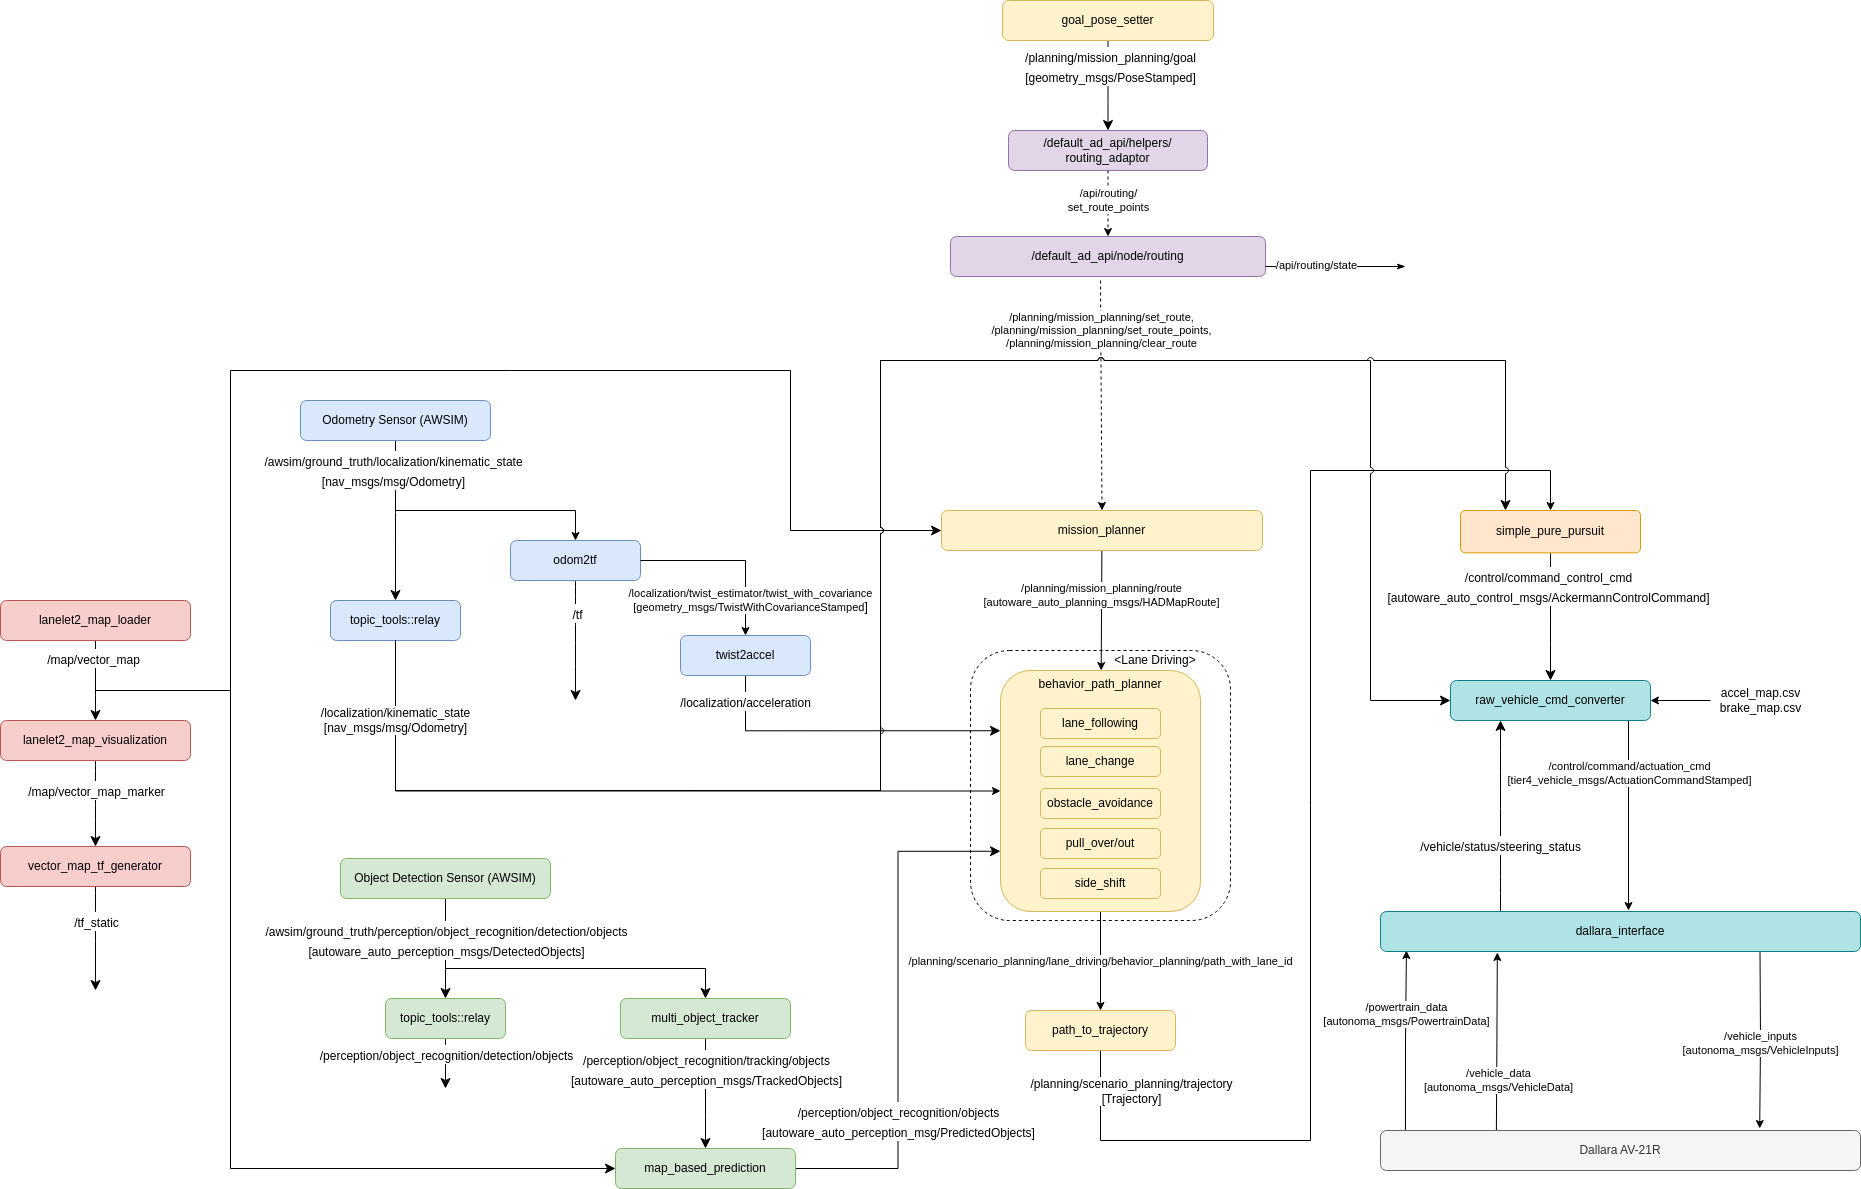 goal_pose_setter
/planning/mission_planning/goal
[geometry_msgs/PoseStamped]
/default_ad_api/helpers/
routing_adaptor
/api/routing/
set_route_points
/default_ad_api/node/routing
/api/routing/state
/planning/mission_planning/set_route,
/planning/mission_planning/set_route_points,
/planning/mission_planning/clear_route
Odometry Sensor (AWSIM)
/awsim/ground_truth/localization/kinematic_state
[nav_msgs/msg/Odometry]
odom2tf
/tf
/localization/twist_estimator/twist_with_covariance
[geometry_msgs/TwistWithCovarianceStamped]
topic_tools::relay
twist2accel
/localization/acceleration
/localization/kinematic_state
[nav_msgs/msg/Odometry]
lanelet2_map_loader
/map/vector_map
lanelet2_map_visualization
/map/vector_map_marker
vector_map_tf_generator
/tf_static
Object Detection Sensor (AWSIM)
/awsim/ground_truth/perception/object_recognition/detection/objects
[autoware_auto_perception_msgs/DetectedObjects]
topic_tools::relay
/perception/object_recognition/detection/objects
multi_object_tracker
/perception/object_recognition/tracking/objects
[autoware_auto_perception_msgs/TrackedObjects]
map_based_prediction
/perception/object_recognition/objects
[autoware_auto_perception_msg/PredictedObjects]
mission_planner
/planning/mission_planning/route
[autoware_auto_planning_msgs/HADMapRoute]
<Lane Driving>
behavior_path_planner
lane_following
lane_change
obstacle_avoidance
pull_over/out
side_shift
/planning/scenario_planning/lane_driving/behavior_planning/path_with_lane_id
path_to_trajectory
/planning/scenario_planning/trajectory
[Trajectory]
simple_pure_pursuit
/control/command_control_cmd
[autoware_auto_control_msgs/AckermannControlCommand]
raw_vehicle_cmd_converter
accel_map.csv
brake_map.csv
/control/command/actuation_cmd
[tier4_vehicle_msgs/ActuationCommandStamped]
/vehicle/status/steering_status
dallara_interface
/powertrain_data
[autonoma_msgs/PowertrainData]
/vehicle_data
[autonoma_msgs/VehicleData]
/vehicle_inputs
[autonoma_msgs/VehicleInputs]
Dallara AV-21R